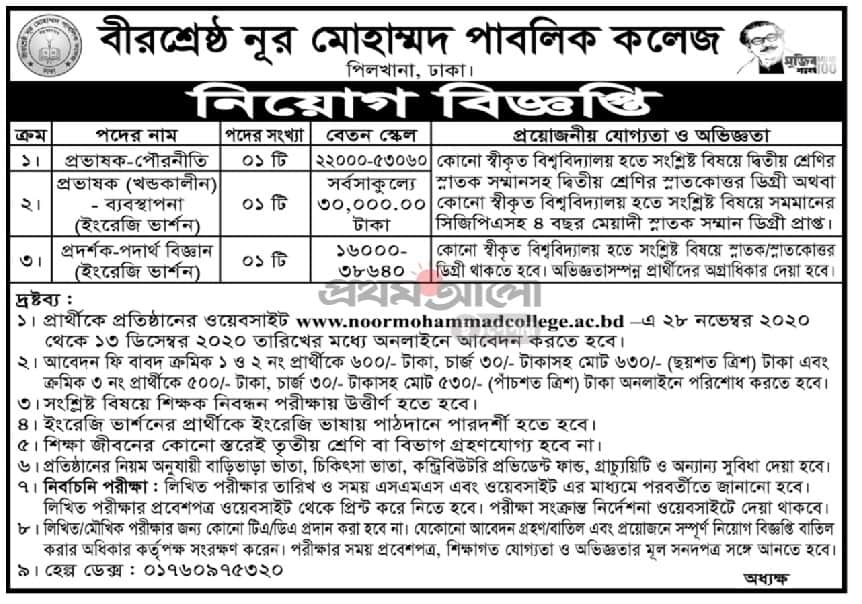 বীরশ্রেষ্ঠ নূর মোহাম্মদ পাবলিক কলেজ
পিলখানা, ঢাকা।
মুজিব শতবর্ষ 100
নিয়োগ বিজ্ঞপ্তি
ক্রম পদের নাম পদের সংখ্যা বেতন স্কেল প্রয়োজনীয় যোগ্যতা ও অভিজ্ঞতা
১। প্রভাষক-পৌরনীতি ০১ টি ২২০০০-৫৩০৬০ কোনো স্বীকৃত বিশ্ববিদ্যালয় হতে সংশ্লিষ্ট বিষয়ে দ্বিতীয় শ্রেণির
২। প্রভাষক (খন্ডকালীন) ০১ টি সর্বসাকুল্যে স্নাতক সম্মানসহ দ্বিতীয় শ্রেণির স্নাতকোত্তর ডিগ্রী অথবা
- ব্যবস্থাপনা ৩০,০০০.০০ কোনো স্বীকৃত বিশ্ববিদ্যালয় হতে সংশ্লিষ্ট বিষয়ে সমমানের
(ইংরেজি ভার্শন) টাকা সিজিপিএসহ ৪ বছর মেয়াদী স্নাতক সম্মান ডিগ্রী প্রাপ্ত।
৩। প্রদর্শক-পদার্থ বিজ্ঞান ০১ টি ১৬০০০- কোনো স্বীকৃত বিশ্ববিদ্যালয় হতে সংশ্লিষ্ট বিষয়ে স্নাতক/স্নাতকোত্তর
(ইংরেজি ভার্শন) ৩৮৬৪০ ডিগ্রী থাকতে হবে। অভিজ্ঞতাসম্পন্ন প্রার্থীদের অগ্রাধিকার দেয়া হবে।
প্রথম আলো
দ্রষ্টব্য :
১। প্রার্থীকে প্রতিষ্ঠানের ওয়েবসাইট www.noormohammadcollege.ac.bd –এ ২৮ নভেম্বর ২০২০
থেকে ১৩ ডিসেম্বর ২০২০ তারিখের মধ্যে অনলাইনে আবেদন করতে হবে।
২। আবেদন ফি বাবদ ক্রমিক ১ ও ২ নং প্রার্থীকে ৬০০/- টাকা, চার্জ ৩০/- টাকাসহ মোট ৬৩০/- (ছয়শত ত্রিশ) টাকা এবং
ক্রমিক ৩ নং প্রার্থীকে ৫০০/- টাকা, চার্জ ৩০/- টাকাসহ মোট ৫৩০/- (পাঁচশত ত্রিশ) টাকা অনলাইনে পরিশোধ করতে হবে।
৩। সংশ্লিষ্ট বিষয়ে শিক্ষক নিবন্ধন পরীক্ষায় উত্তীর্ণ হতে হবে।
৪। ইংরেজি ভার্শনের প্রার্থীকে ইংরেজি ভাষায় পাঠদানে পারদর্শী হতে হবে।
৫। শিক্ষা জীবনের কোনো স্তরেই তৃতীয় শ্রেণি বা বিভাগ গ্রহণযোগ্য হবে না।
৬। প্রতিষ্ঠানের নিয়ম অনুযায়ী বাড়িভাড়া ভাতা, চিকিৎসা ভাতা, কন্ট্রিবিউটরি প্রভিডেন্ট ফান্ড, গ্রাচ্যুয়িটি ও অন্যান্য সুবিধা দেয়া হবে।
৭। নির্বাচনি পরীক্ষা : লিখিত পরীক্ষার তারিখ ও সময় এসএমএস এবং ওয়েবসাইট এর মাধ্যমে পরবর্তীতে জানানো হবে।
লিখিত পরীক্ষার প্রবেশপত্র ওয়েবসাইট থেকে প্রিন্ট করে নিতে হবে। পরীক্ষা সংক্রান্ত নির্দেশনা ওয়েবসাইটে দেয়া থাকবে।
৮। লিখিত/মৌখিক পরীক্ষার জন্য কোনো টিএ/ডিএ প্রদান করা হবে না। যেকোনো আবেদন গ্রহণ/বাতিল এবং প্রয়োজনে সম্পূর্ণ নিয়োগ বিজ্ঞপ্তি বাতিল
করার অধিকার কর্তৃপক্ষ সংরক্ষণ করেন। পরীক্ষার সময় প্রবেশপত্র, শিক্ষাগত যোগ্যতা ও অভিজ্ঞতার মূল সনদপত্র সঙ্গে আনতে হবে।
৯। হেল্প ডেক্স : ০১৭৬০৯৭৫৩২০
অধ্যক্ষ